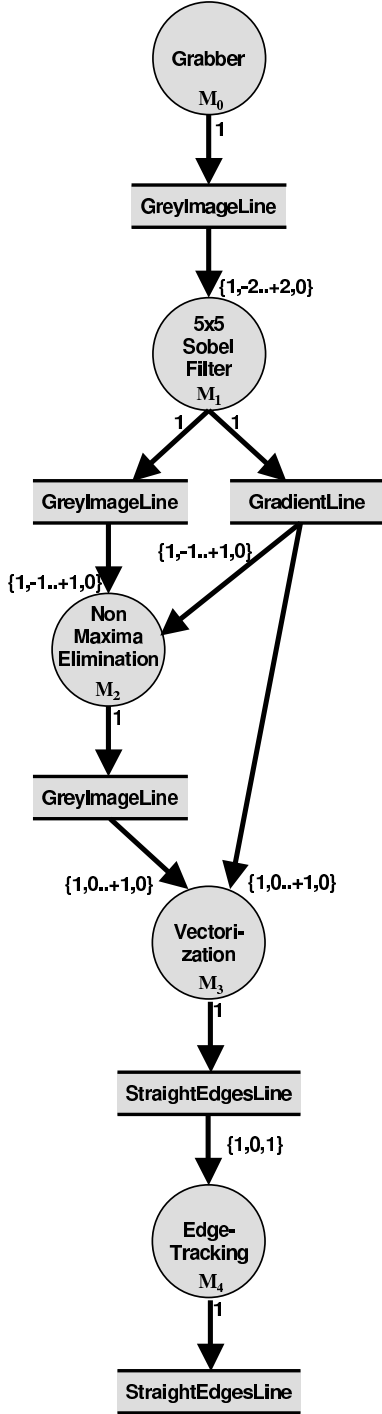 Grabber
M0
1
GreyImageLine
{1,-2..+2,0}
5x5
Sobel
Filter
M1
1
1
GreyImageLine
GradientLine
{1,-1..+1,0}
{1,-1..+1,0}
Non
Maxima
Elimination
M2
1
GreyImageLine
{1,0..+1,0}
{1,0..+1,0}
Vectori-
zation
M3
1
StraightEdgesLine
{1,0,1}
Edge-
Tracking
M4
1
StraightEdgesLine